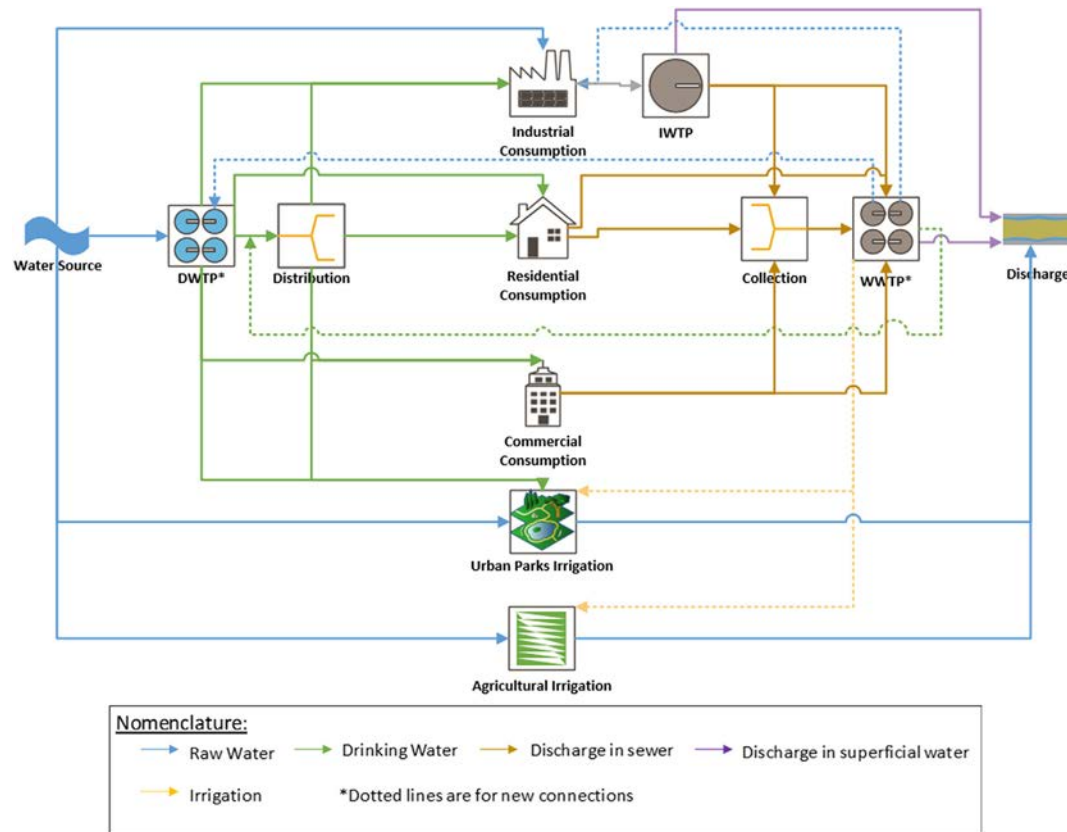 Industrial
Consumption
IWTP
Water Source
DWTP*
Distribution
Residential
Consumption
Collection
WWTP*
Discharge
Commercial
Consumption
Urban Parks Irrigation
Agricultural Irrigation
Nomenclature:
Raw Water
Drinking Water
Discharge in sewer
Discharge in superficial water
Irrigation
*Dotted lines are for new connections